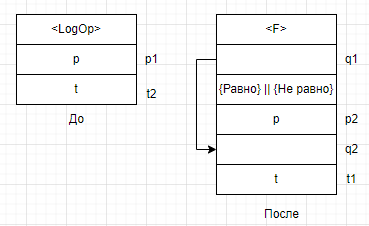 <LogOp>
p
p1
t
t2
До
<F>
q1
{Равно} || {Не равно}
p
p2
q2
t
t1
После